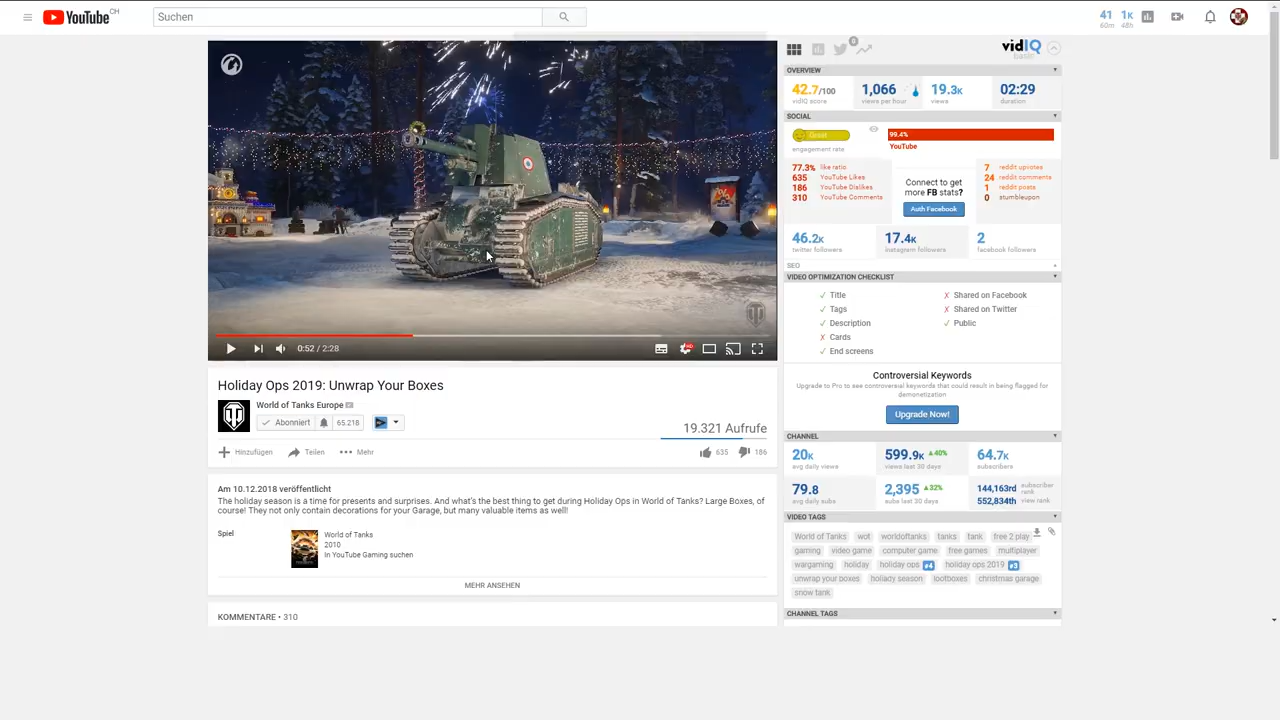 YouTube CH
Suchen
41 1K
60m 48h
0
vidIQ
basic
OVERVIEW
42.7/100 1,066 19.3K 02:29
vidIQ score views per hour views duration
SOCIAL
Great 99.4%
engagement rate YouTube
77.3% like ratio
635 YouTube Likes
186 YouTube Dislikes
310 YouTube Comments
Connect to get
more FB stats?
Auth Facebook
7 reddit upvotes
24 reddit comments
1 reddit posts
0 stumbleupon
46.2K 17.4K 2
twitter followers instagram followers facebook followers
SEO
VIDEO OPTIMIZATION CHECKLIST
✓ Title ✗ Shared on Facebook
✓ Tags ✗ Shared on Twitter
✓ Description ✓ Public
✗ Cards
✓ End screens
Controversial Keywords
Upgrade to Pro to see controversial keywords that could result in being flagged for
demonetization
Upgrade Now!
CHANNEL
20K 599.9K ▲40% 64.7K
avg daily views views last 30 days subscribers
79.8 2,395 ▲32% 144,163rd subscriber rank
avg daily subs subs last 30 days 552,834th view rank
VIDEO TAGS
World of Tanks wot worldoftanks tanks tank free 2 play
gaming video game computer game free games multiplayer
wargaming holiday holiday ops #4 holiday ops 2019 #3
unwrap your boxes holiday season lootboxes christmas garage
snow tank
CHANNEL TAGS
0:52 / 2:28
HD
Holiday Ops 2019: Unwrap Your Boxes
World of Tanks Europe
Abonniert 65.218
19.321 Aufrufe
Hinzufügen Teilen Mehr 635 186
Am 10.12.2018 veröffentlicht
The holiday season is a time for presents and surprises. And what's the best thing to get during Holiday Ops in World of Tanks? Large Boxes, of
course! They not only contain decorations for your Garage, but many valuable items as well!
Spiel World of Tanks
2010
In YouTube Gaming suchen
MEHR ANSEHEN
KOMMENTARE • 310